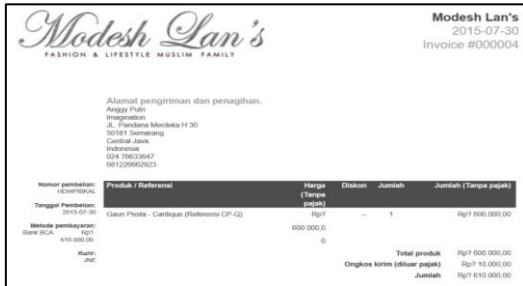 Modesh Lan's
FASHION & LIFESTYLE MUSLIM FAMILY
Modesh Lan's
2015-07-30
Invoice #000004
Alamat pengiriman dan penagihan.
Anggy Putri
Imagination
JL. Pandana Merdeka H 30
50181 Semarang
Central Java
Indonesia
024 76633647
081226662923
Nomor pembelian:
Tanggal Pembelian:
2015-07-30
Metode pembayaran:
Bank BCA Rp?
610.000,00
Kurir:
JNE
Produk / Referensi Harga (Tanpa pajak) Diskon Jumlah Jumlah (Tanpa pajak)
Gaun Pesta - Cantique (Referensi CP-Q) Rp? 600.000,00 -- 1 Rp? 600.000,00
Total produk Rp? 600.000,00
Ongkos kirim (diluar pajak) Rp? 10.000,00
Jumlah Rp? 610.000,00